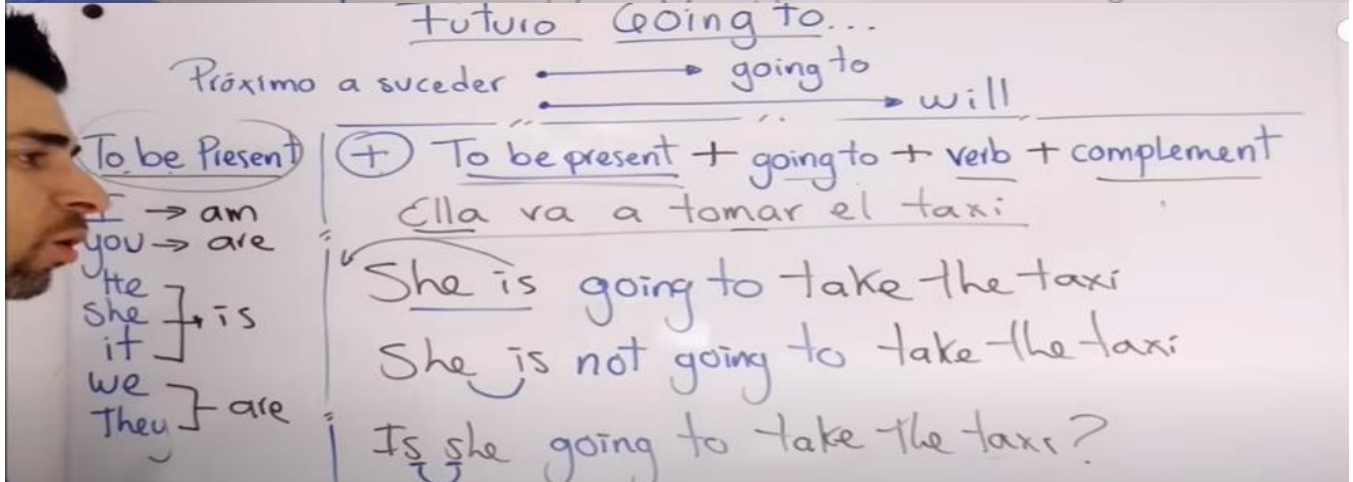 Futuro Going to...
Próximo a suceder → going to
→ will
To be Present
I → am
you → are
He
She
it
→ is
we
They
are
(+) To be present + going to + verb + complement
Ella va a tomar el taxi
She is going to take the taxi
She is not going to take the taxi
Is she going to take the taxi?